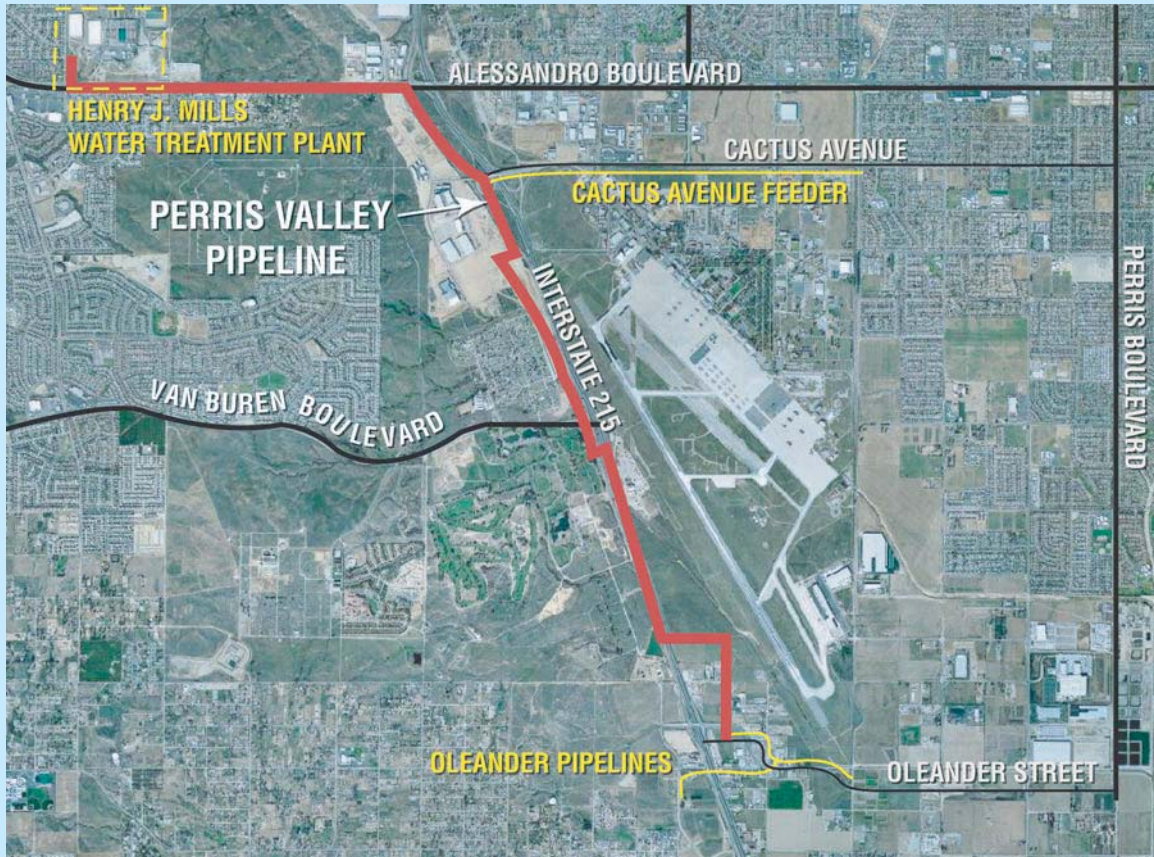 ALESSANDRO BOULEVARD
HENRY J. MILLS
WATER TREATMENT PLANT
CACTUS AVENUE
CACTUS AVENUE FEEDER
PERRIS VALLEY
PIPELINE
INTERSTATE 215
PERRIS BOULEVARD
VAN BUREN BOULEVARD
OLEANDER PIPELINES
OLEANDER STREET